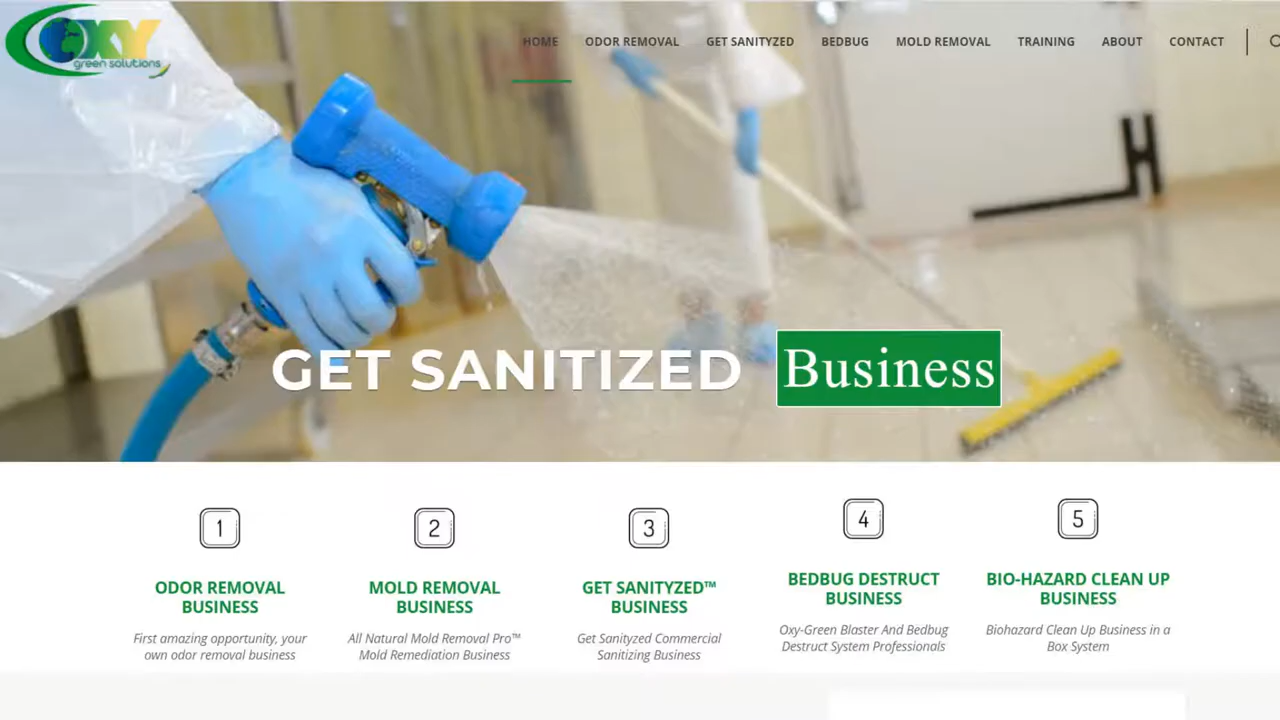 OXY
green solutions
HOME ODOR REMOVAL GET SANITYZED BEDBUG MOLD REMOVAL TRAINING ABOUT CONTACT
GET SANITIZED Business
1 2 3 4 5
ODOR REMOVAL
BUSINESS
First amazing opportunity, your
own odor removal business
MOLD REMOVAL
BUSINESS
All Natural Mold Removal Pro™
Mold Remediation Business
GET SANITYZED™
BUSINESS
Get Sanityzed Commercial
Sanitizing Business
BEDBUG DESTRUCT
BUSINESS
Oxy-Green Blaster And Bedbug
Destruct System Professionals
BIO-HAZARD CLEAN UP
BUSINESS
Biohazard Clean Up Business in a
Box System